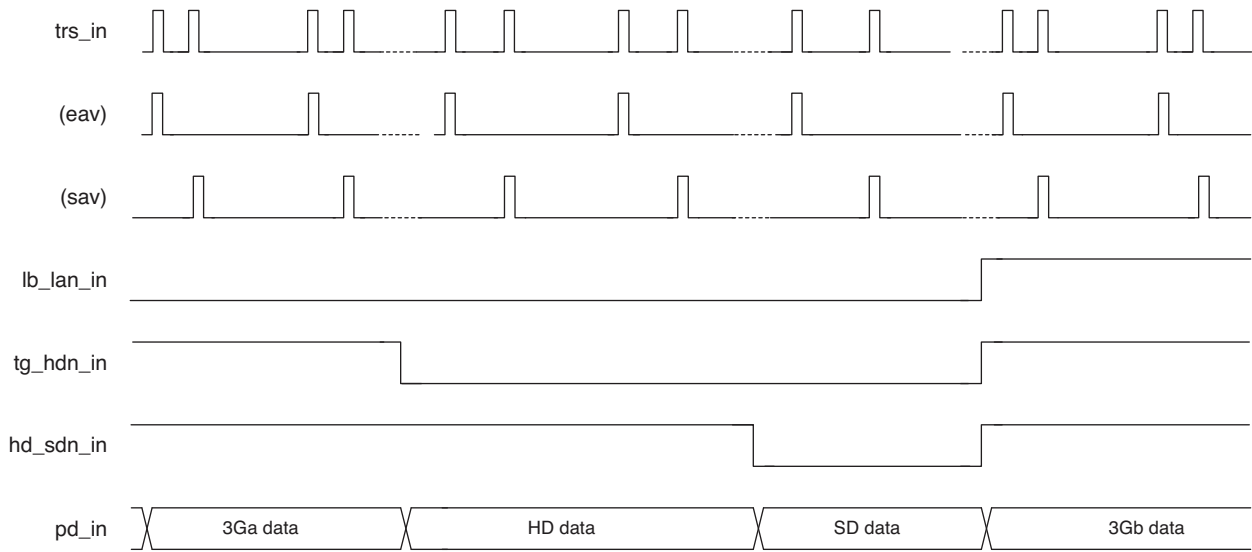 trs_in
(eav)
(sav)
lb_lan_in
tg_hdn_in
hd_sdn_in
pd_in 3Ga data HD data SD data 3Gb data